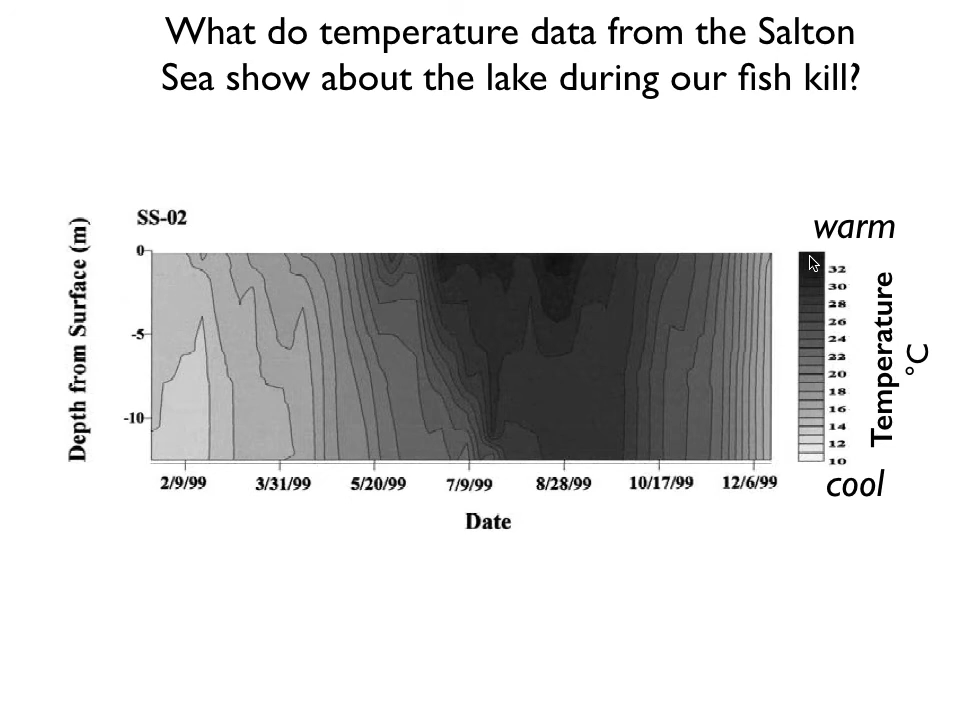 What do temperature data from the Salton
Sea show about the lake during our fish kill?
SS-02
warm
Depth from Surface (m)
0
-5
-10
32
30
28
26
24
22
20
18
16
14
12
10
Temperature
°C
cool
2/9/99 3/31/99 5/20/99 7/9/99 8/28/99 10/17/99 12/6/99
Date